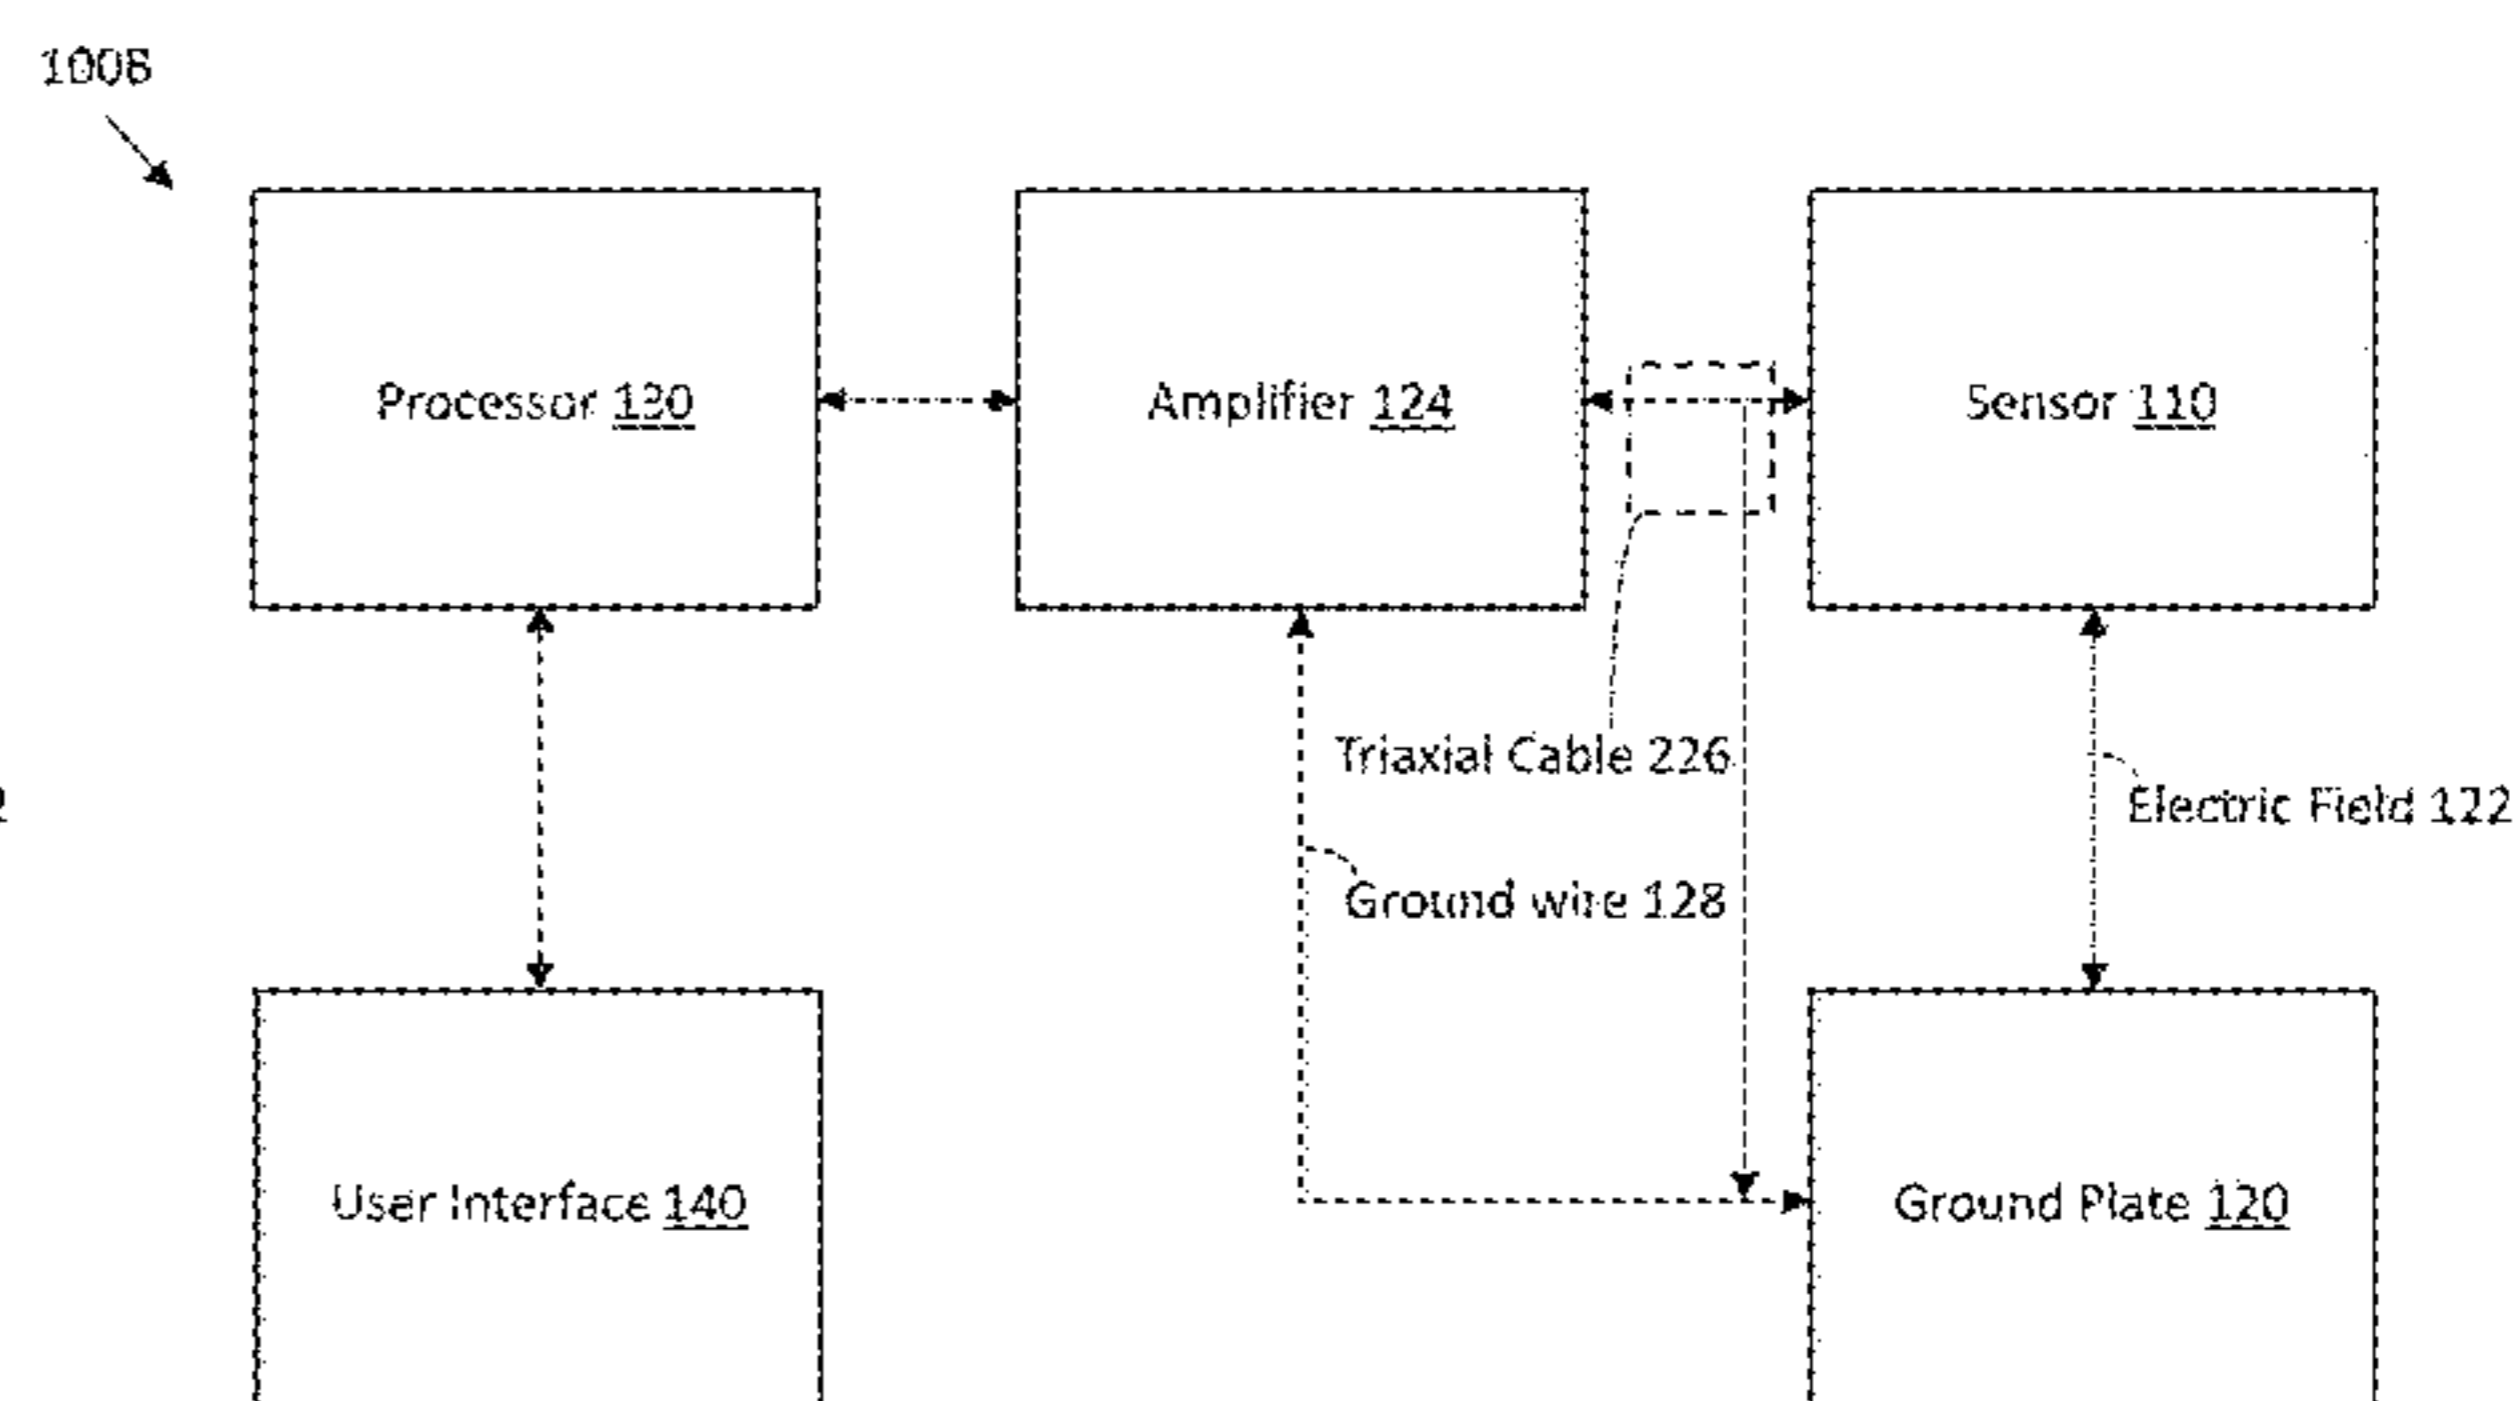 1008
Processor 130
Amplifier 124
Sensor 110
Triaxial Cable 226
Electric Field 122
Ground wire 128
User Interface 140
Ground Plate 120